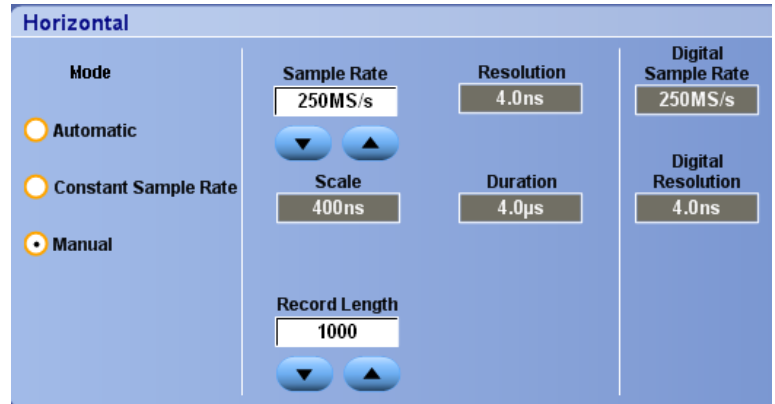 Horizontal
Mode
Automatic
Constant Sample Rate
Manual
Sample Rate
250MS/s
Scale
400ns
Record Length
1000
Resolution
4.0ns
Duration
4.0µs
Digital
Sample Rate
250MS/s
Digital
Resolution
4.0ns